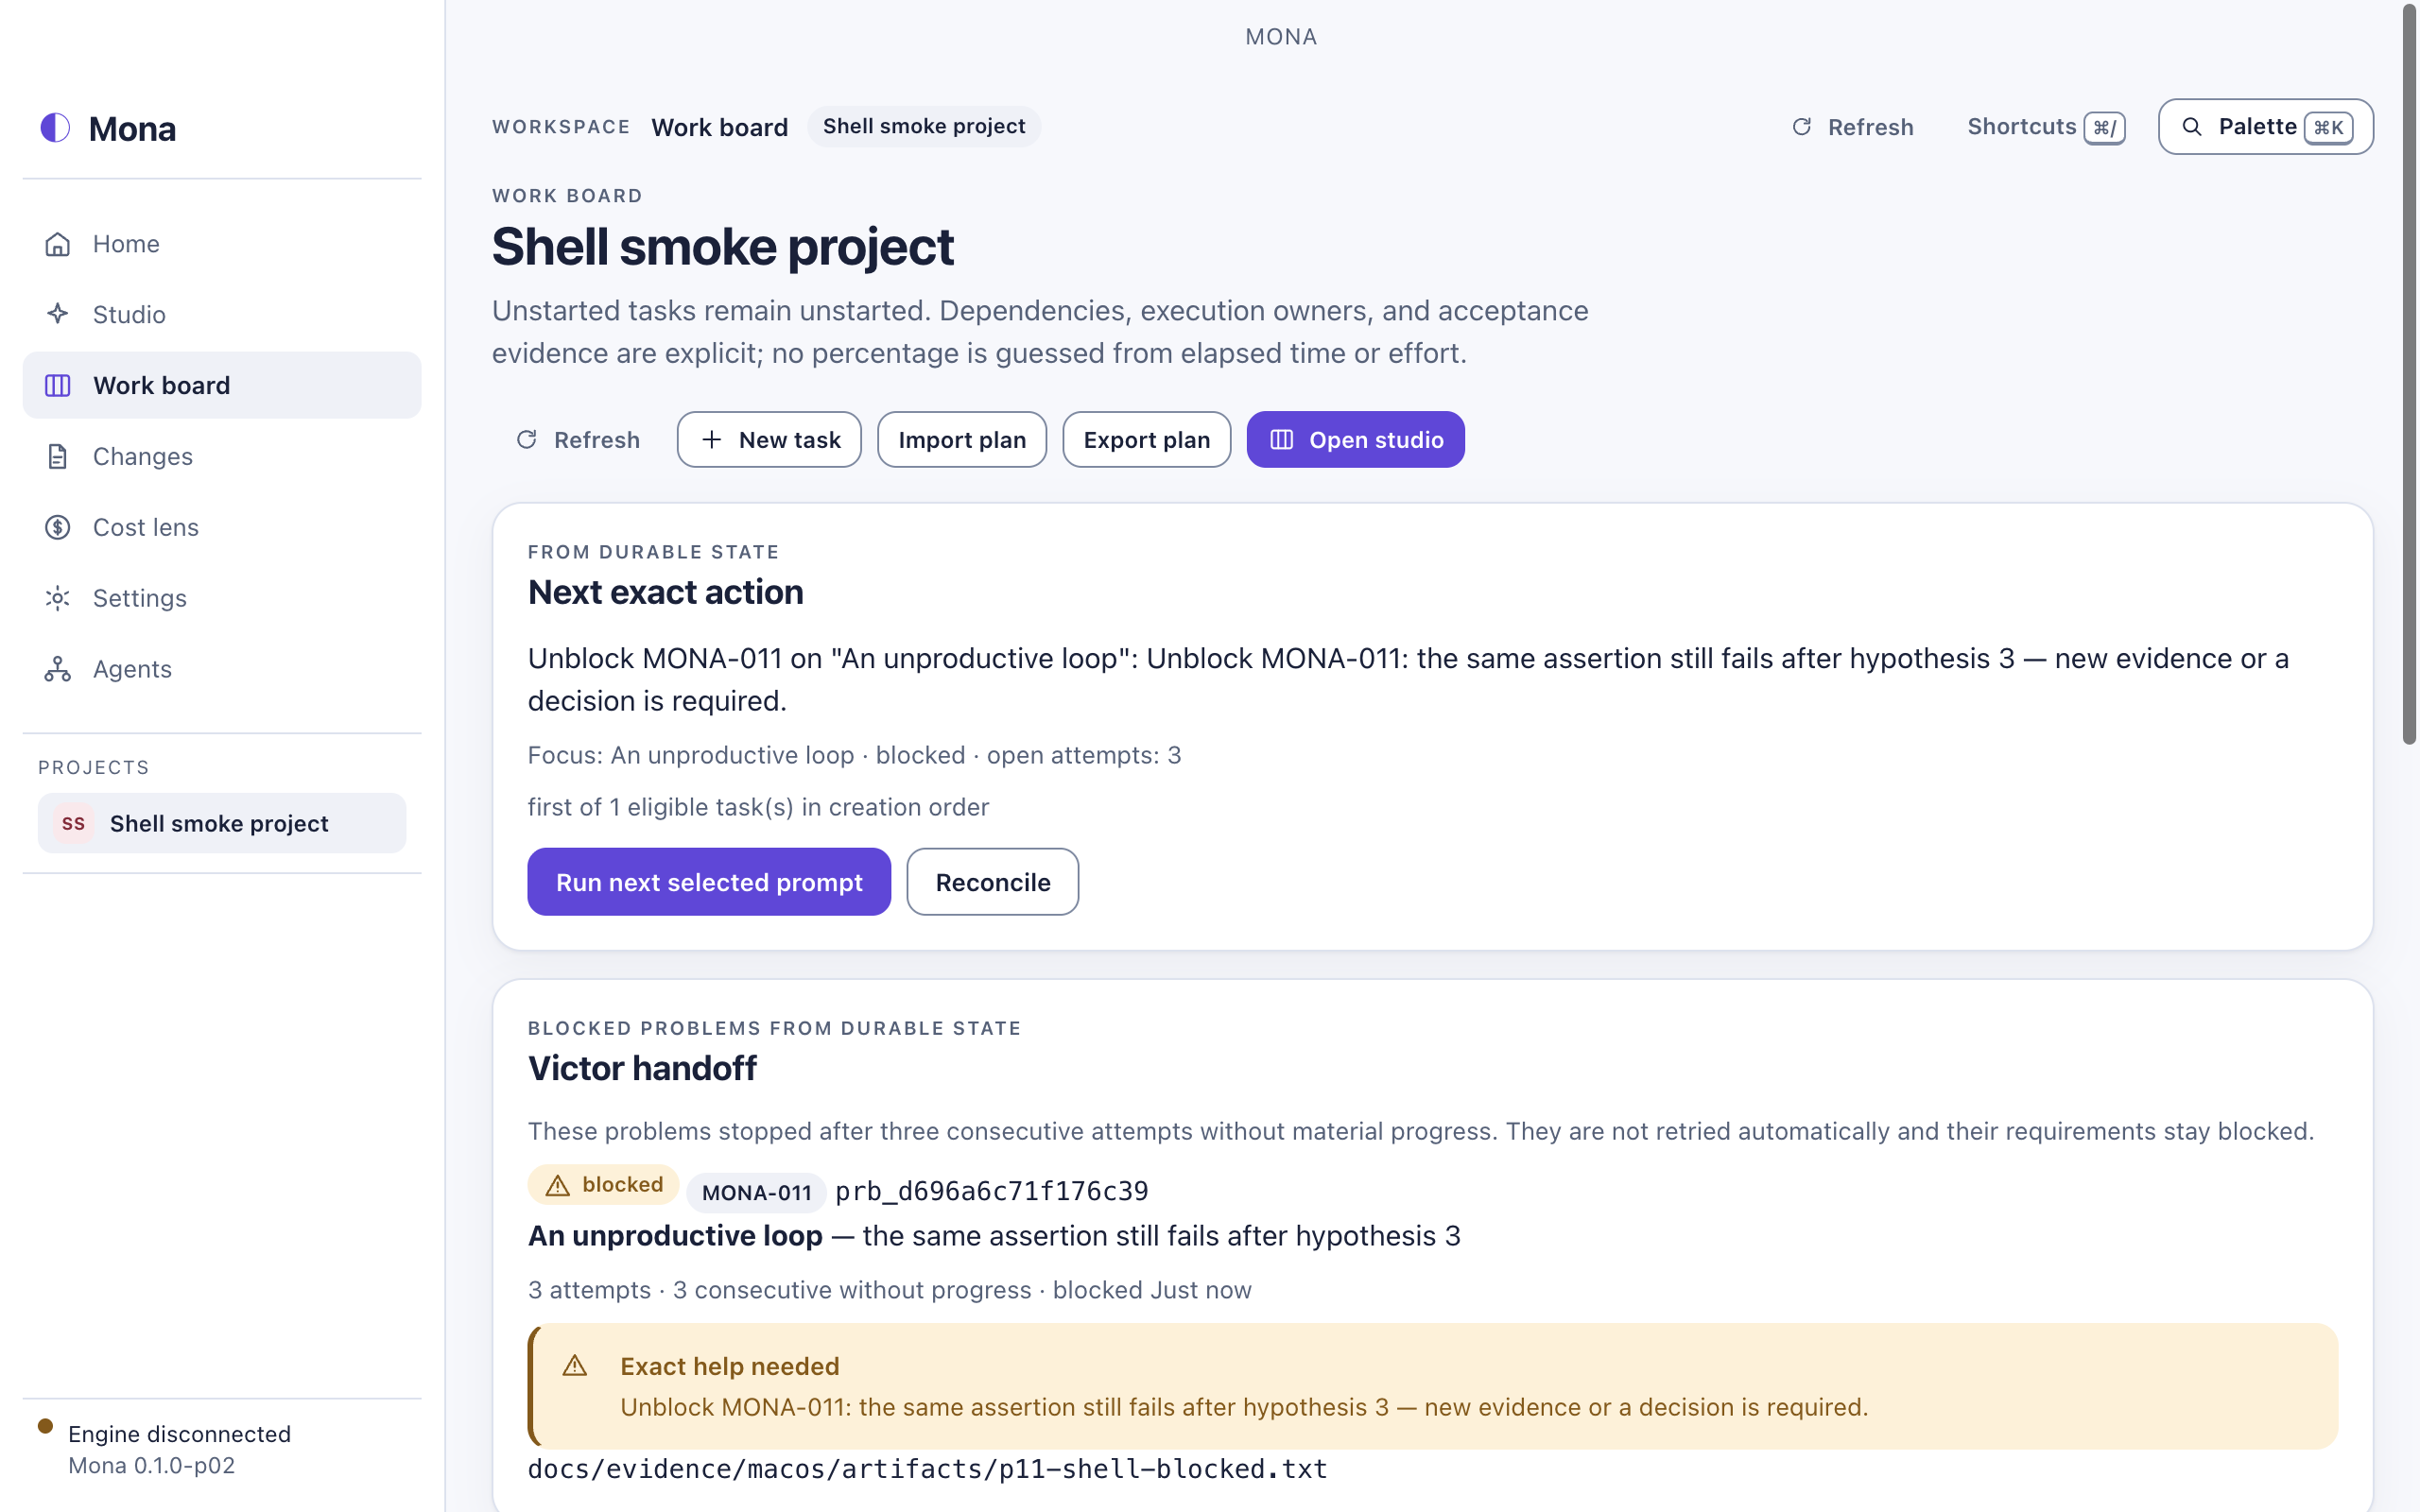 MONA
Mona
Home
Studio
Work board
Changes
Cost lens
Settings
Agents
PROJECTS
SS Shell smoke project
Engine disconnected
Mona 0.1.0-p02
WORKSPACE Work board Shell smoke project
Refresh Shortcuts ⌘/ Palette ⌘K
WORK BOARD
Shell smoke project
Unstarted tasks remain unstarted. Dependencies, execution owners, and acceptance
evidence are explicit; no percentage is guessed from elapsed time or effort.
Refresh New task Import plan Export plan Open studio
FROM DURABLE STATE
Next exact action
Unblock MONA-011 on "An unproductive loop": Unblock MONA-011: the same assertion still fails after hypothesis 3 — new evidence or a
decision is required.
Focus: An unproductive loop · blocked · open attempts: 3
first of 1 eligible task(s) in creation order
Run next selected prompt Reconcile
BLOCKED PROBLEMS FROM DURABLE STATE
Victor handoff
These problems stopped after three consecutive attempts without material progress. They are not retried automatically and their requirements stay blocked.
blocked MONA-011 prb_d696a6c71f176c39
An unproductive loop — the same assertion still fails after hypothesis 3
3 attempts · 3 consecutive without progress · blocked Just now
Exact help needed
Unblock MONA-011: the same assertion still fails after hypothesis 3 — new evidence or a decision is required.
docs/evidence/macos/artifacts/p11-shell-blocked.txt